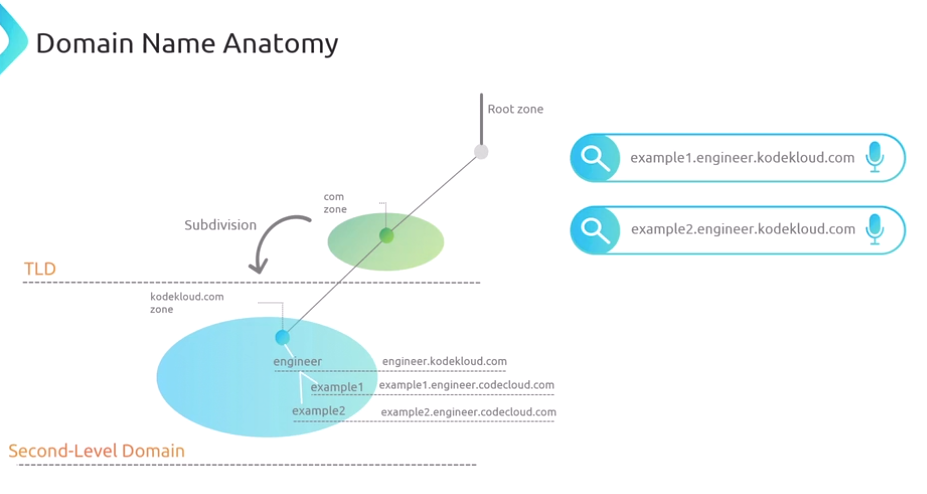 Domain Name Anatomy
Root zone
example1.engineer.kodekloud.com
example2.engineer.kodekloud.com
com
zone
Subdivision
TLD
kodekloud.com
zone
engineer engineer.kodekloud.com
example1 example1.engineer.codecloud.com
example2 example2.engineer.codecloud.com
Second-Level Domain